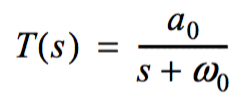 T(s) = a₀ / (s + ω₀)